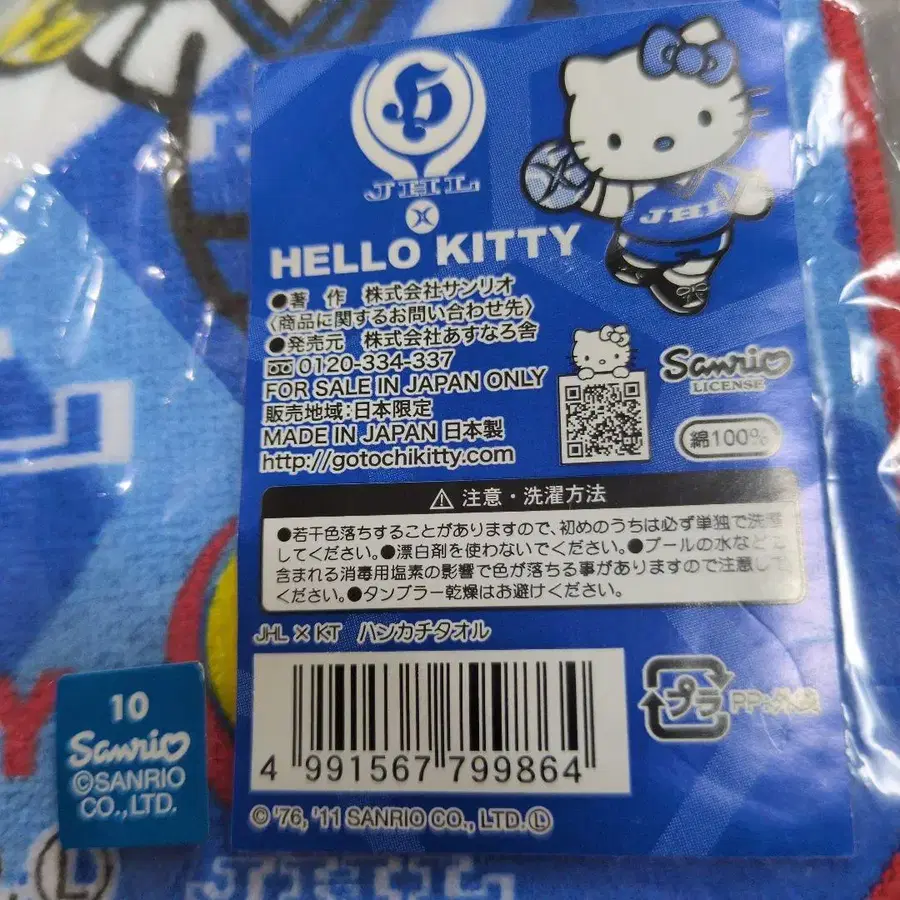 JHL
×
HELLO KITTY
●著 作 株式会社サンリオ
〈商品に関するお問い合わせ先〉
●発売元 株式会社あすなろ舎
0120-334-337
FOR SALE IN JAPAN ONLY
販売地域:日本限定
MADE IN JAPAN 日本製
http://gotochikitty.com
JHL
Sanrio
LICENSE
綿100%
⚠ 注意・洗濯方法
●若干色落ちすることがありますので、初めのうちは必ず単独で洗濯
してください。●漂白剤を使わないでください。●プールの水などに
含まれる消毒用塩素の影響で色が落ちる事がありますので注意して
ください。●タンブラー乾燥はお避けください。
JHL × KT ハンカチタオル
4 991567 799864
プラ
PP:外袋
© '76, '11 SANRIO CO., LTD. Ⓛ
10
Sanrio
©SANRIO
CO.,LTD.
L
Y
Ⓛ
JHL